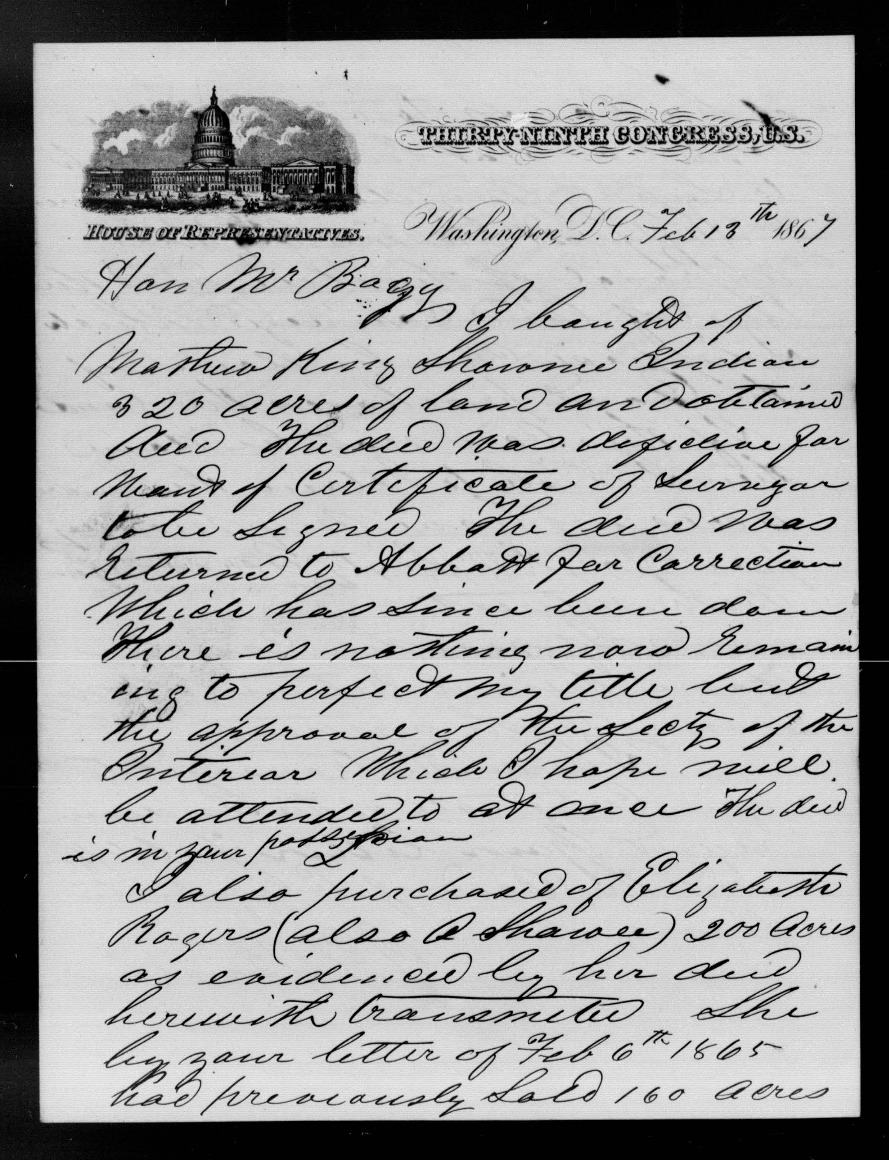 THIRTY-NINTH CONGRESS, U.S.
HOUSE OF REPRESENTATIVES.
Washington, D.C. Feb 13th 1867
Hon Mr Bogy
I bought of
Mathew King Shawnee Indian
320 acres of land and obtained
deed The deed was defective for
want of Certificate of Surveyor
to be Signed The deed was
returned to Abbott for Correction
Which has since been done
There is nothing now remain
ing to perfect my title but
the approval of the Secty of the
Interior Which I hope will
be attended to at once The deed
is in your possession
I also purchased of Elizabeth
Rogers (also a Shawee) 200 acres
as evidenced by her deed
herewith transmitted She
by your letter of Feb 6th 1865
had previously Sold 160 acres